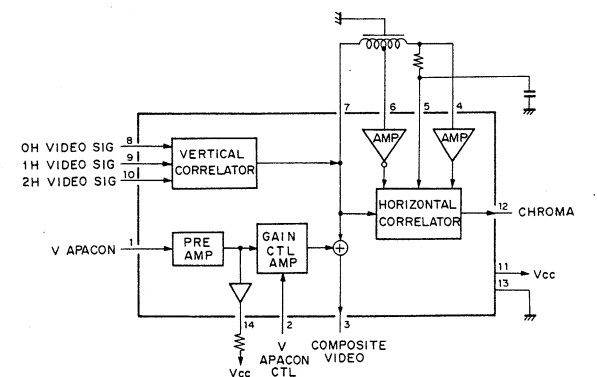 7
6
5
4
AMP
AMP
0H VIDEO SIG 8
1H VIDEO SIG 9
2H VIDEO SIG 10
VERTICAL
CORRELATOR
HORIZONTAL
CORRELATOR
12 CHROMA
V APACON 1
PRE
AMP
GAIN
CTL
AMP
11
Vcc
13
14
2
3
Vcc
V
APACON
CTL
COMPOSITE
VIDEO